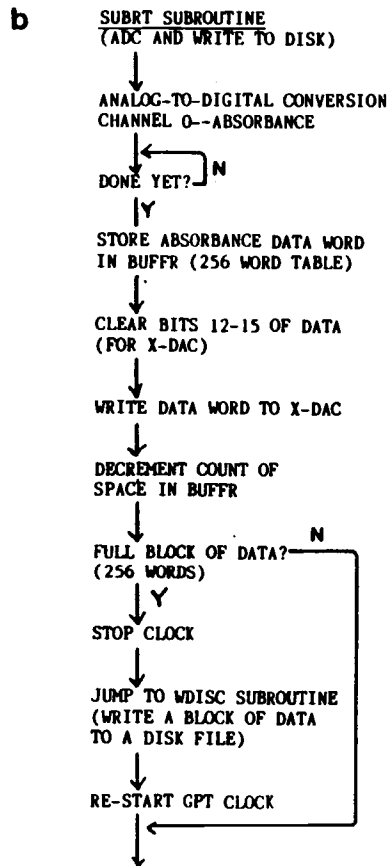 b
SUBRT SUBROUTINE
(ADC AND WRITE TO DISK)
ANALOG-TO-DIGITAL CONVERSION
CHANNEL 0--ABSORBANCE
N
DONE YET?
Y
STORE ABSORBANCE DATA WORD
IN BUFFR (256 WORD TABLE)
CLEAR BITS 12-15 OF DATA
(FOR X-DAC)
WRITE DATA WORD TO X-DAC
DECREMENT COUNT OF
SPACE IN BUFFR
FULL BLOCK OF DATA? N
(256 WORDS)
Y
STOP CLOCK
JUMP TO WDISC SUBROUTINE
(WRITE A BLOCK OF DATA
TO A DISK FILE)
RE-START GPT CLOCK